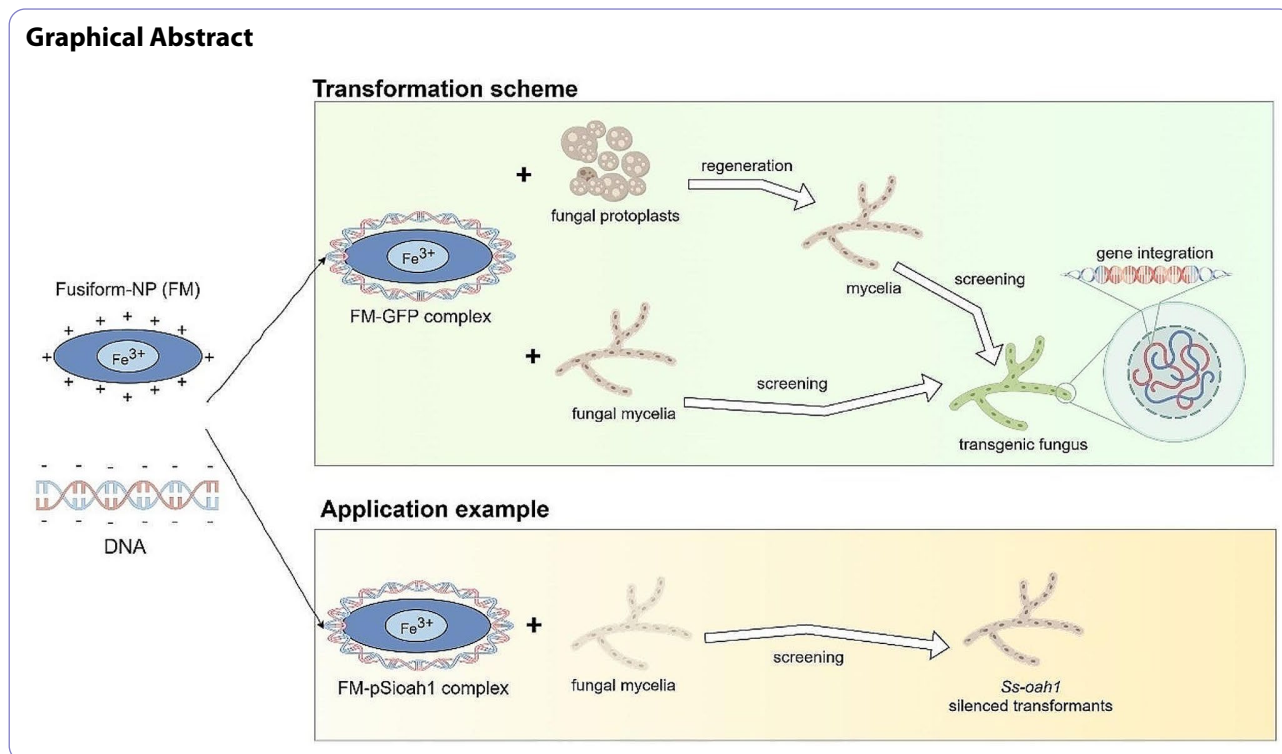 Graphical Abstract
Transformation scheme
+
fungal protoplasts
regeneration
mycelia
screening
gene integration
Fe3+
FM-GFP complex
+
fungal mycelia
screening
transgenic fungus
Fusiform-NP (FM)
+ + + + +
+ Fe3+ +
+ + + + +
- - - - - -
- - - - - -
DNA
Application example
Fe3+
FM-pSioah1 complex
+
fungal mycelia
screening
Ss-oah1
silenced transformants